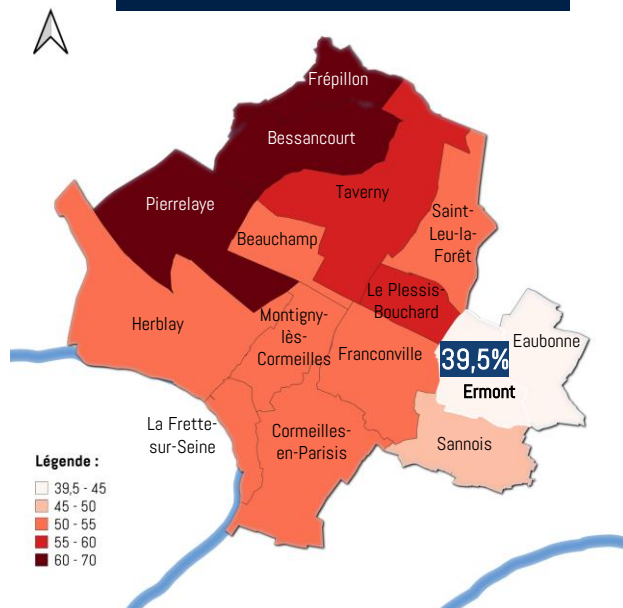 Frépillon
Bessancourt
Taverny
Pierrelaye
Saint-
Leu-la-
Forêt
Beauchamp
Le Plessis-
Bouchard
Herblay
Montigny-
lès-
Cormeilles
Franconville
39,5%
Ermont
Eaubonne
La Frette-
sur-Seine
Cormeilles-
en-Parisis
Sannois
Légende :
39,5 - 45
45 - 50
50 - 55
55 - 60
60 - 70